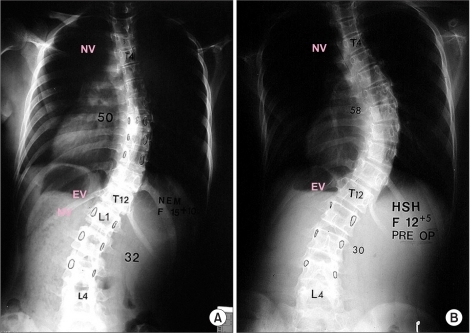 NV
T4
50
EV
T12
NEM
L1
32
L4
A
NV
T4
58
EV
T12
HSH
F 12+5
PRE OP
30
L4
B